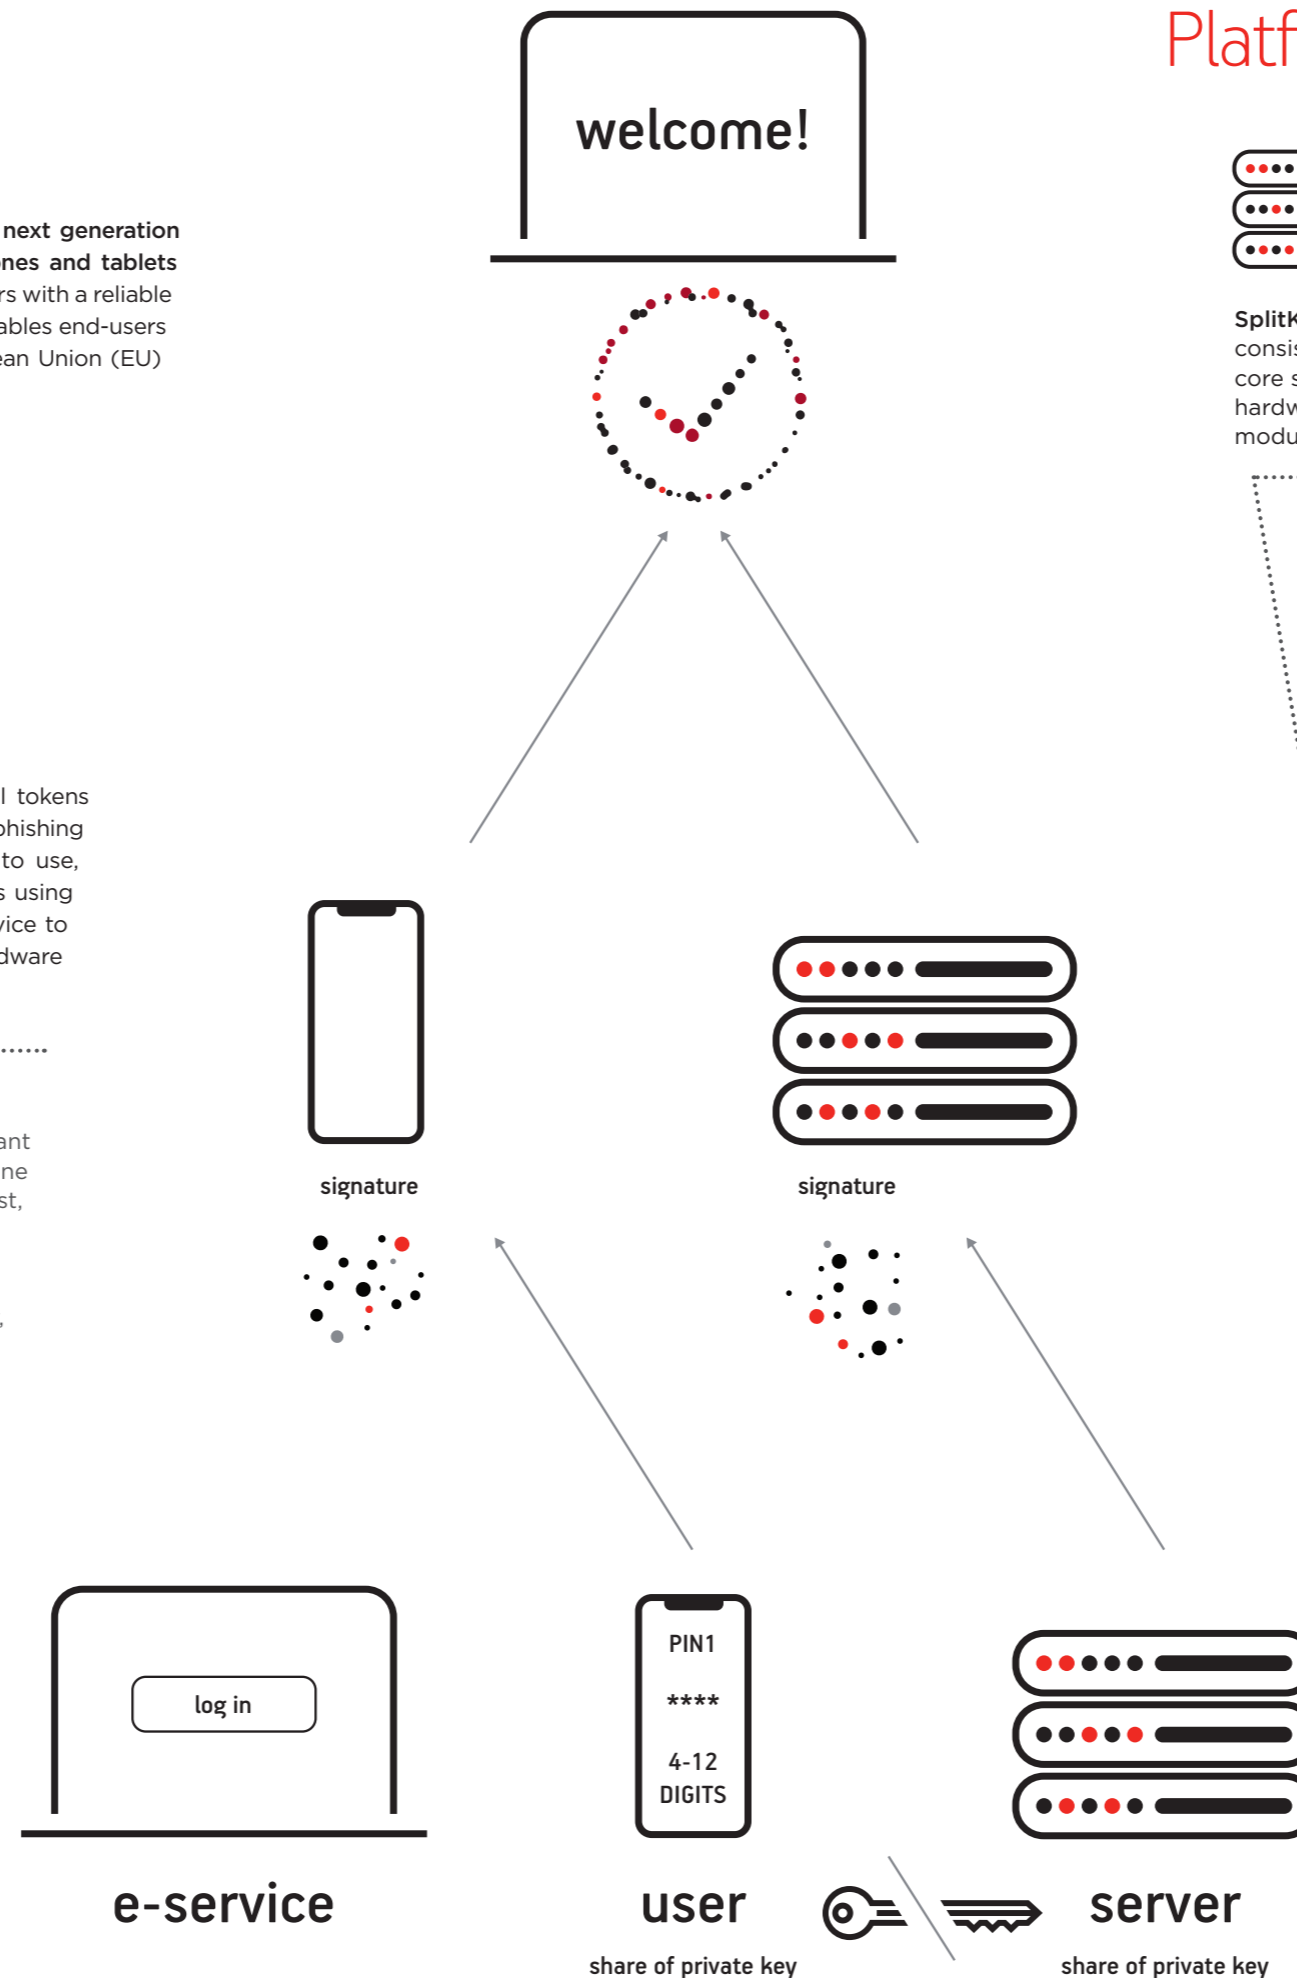 Platf
welcome!
next generation
nes and tablets
rs with a reliable
ables end-users
ean Union (EU)
SplitK
consis
core s
hardw
modu
l tokens
phishing
to use,
s using
vice to
dware
ant
ne
st,
,
signature
signature
log in
PIN1
****
4-12
DIGITS
e-service
user
server
share of private key
share of private key